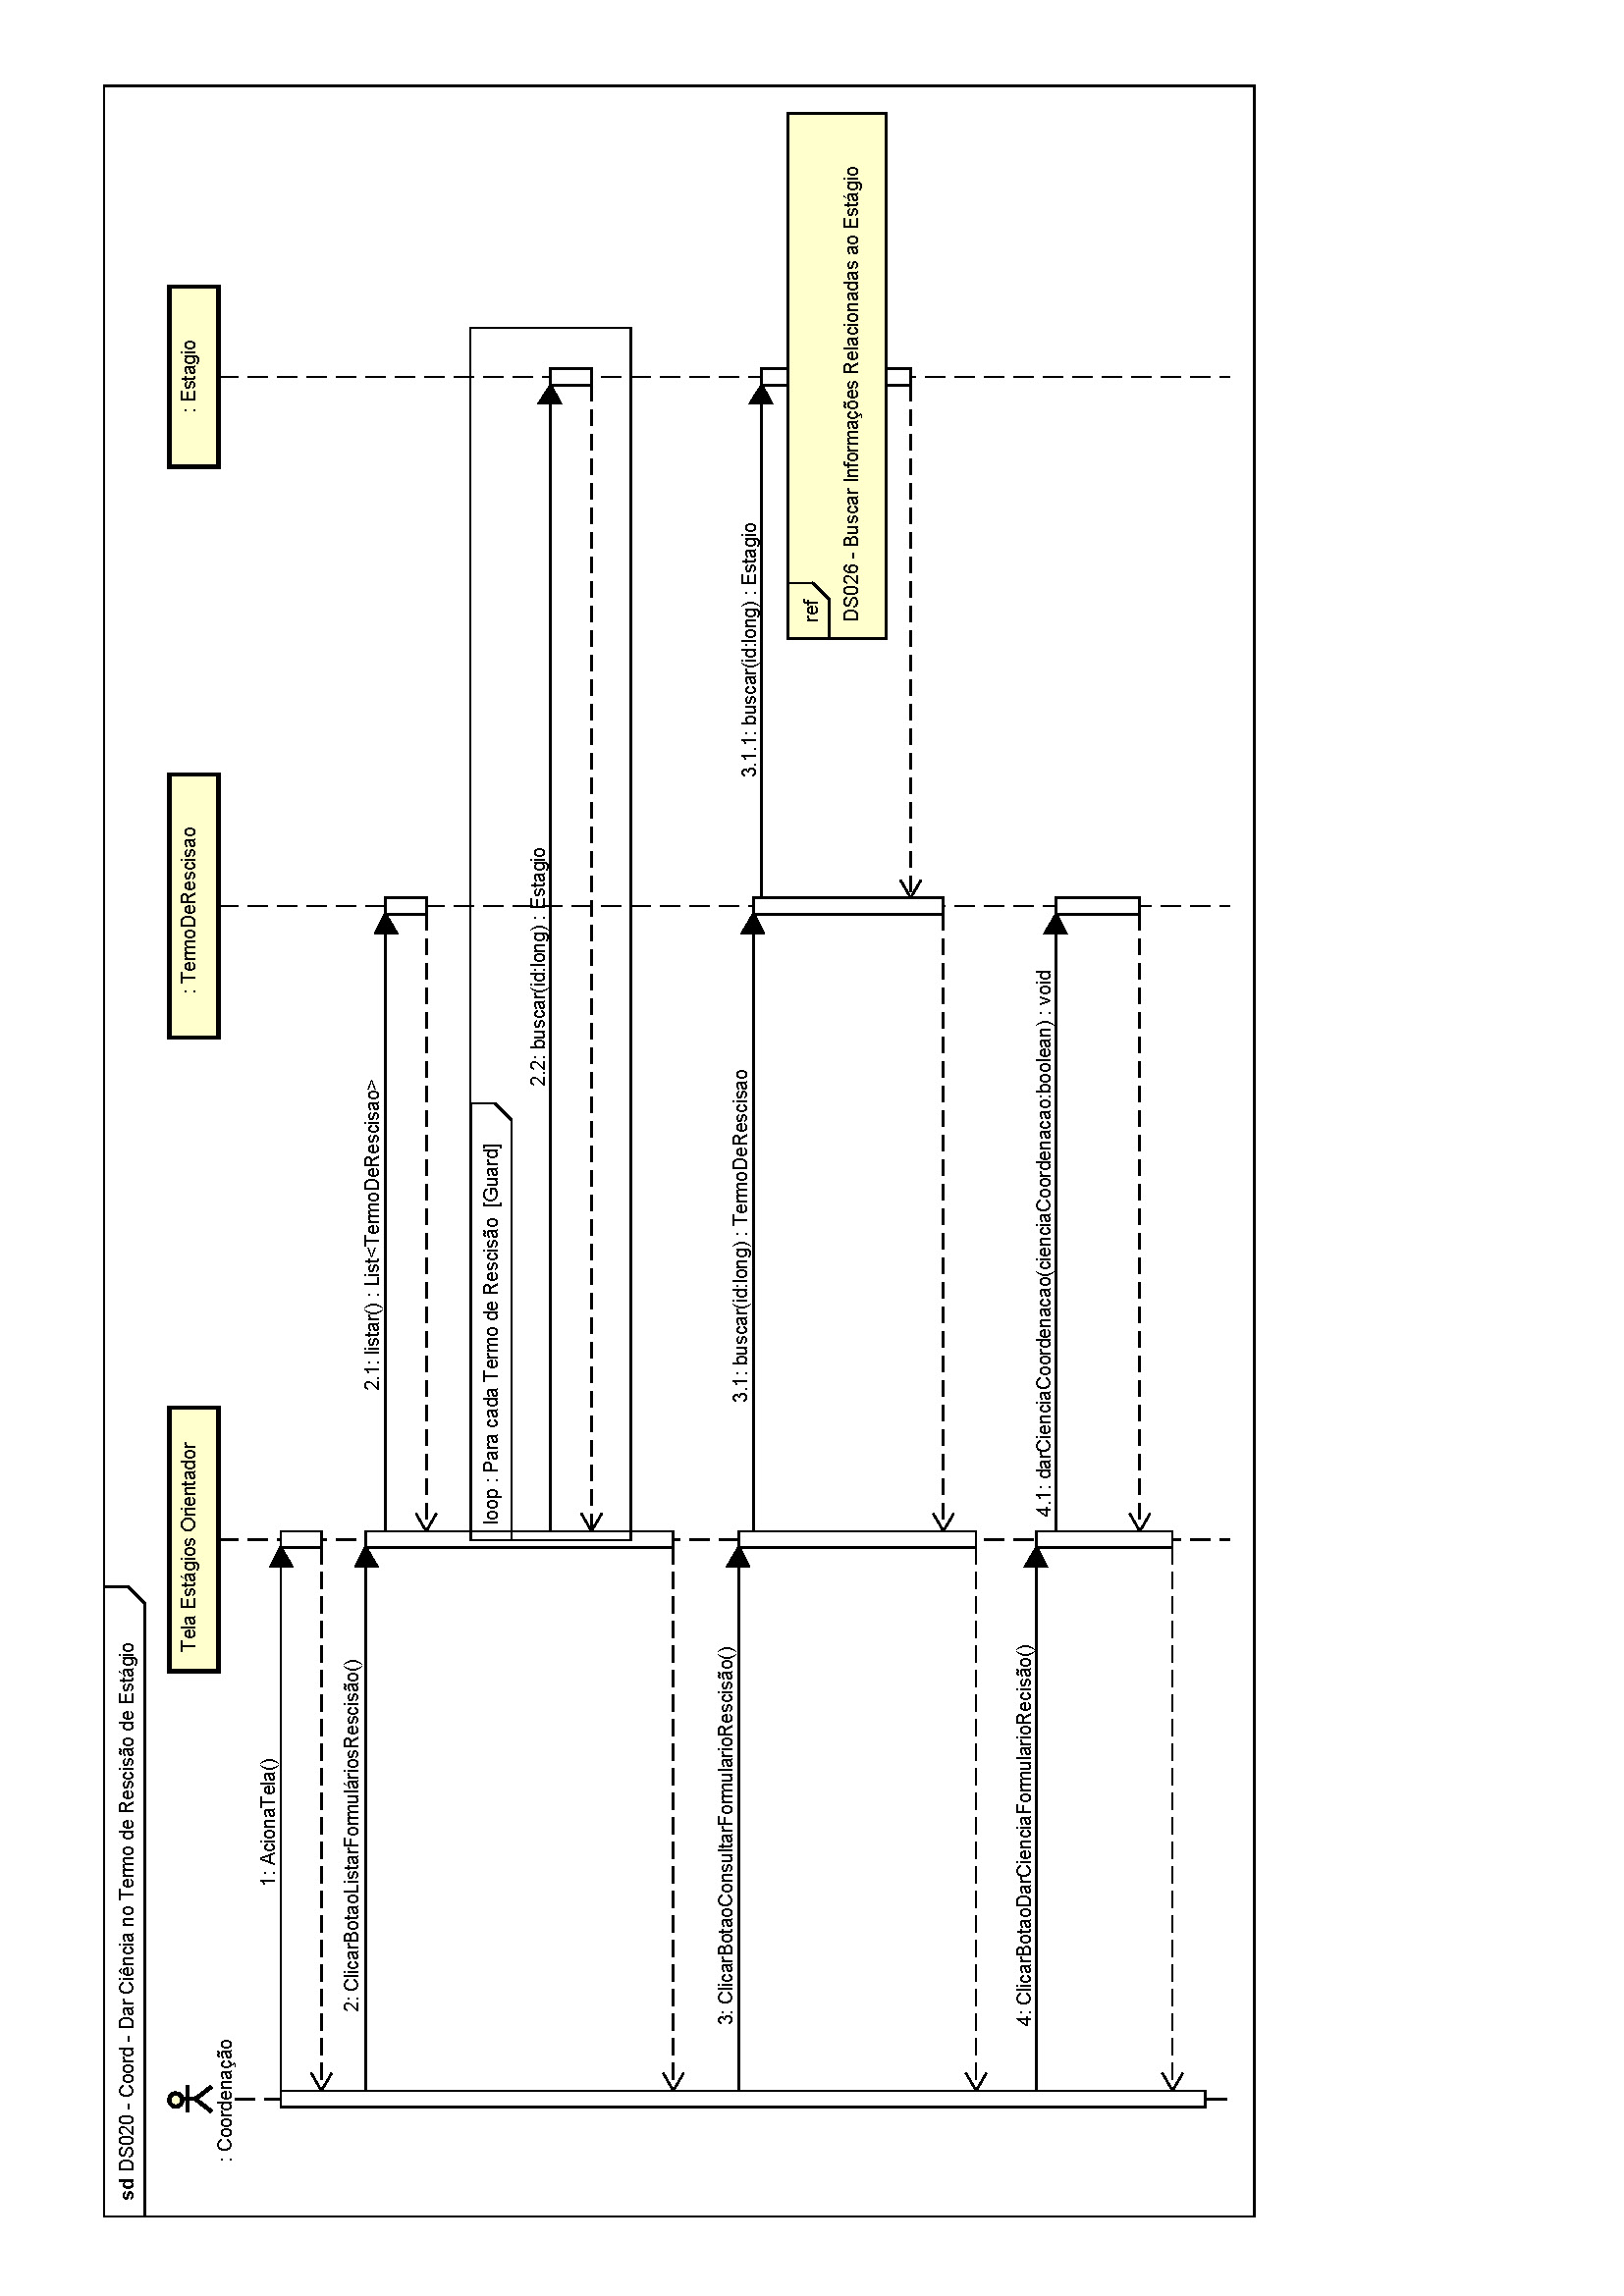 sd DS020 - Coord - Dar Ciência no Termo de Rescisão de Estágio
: Coordenação
Tela Estágios Orientador
: TermoDeRescisao
: Estagio
1: AcionaTela()
2: ClicarBotaoListarFormuláriosRescisão()
2.1: listar() : List<TermoDeRescisao>
loop : Para cada Termo de Rescisão [Guard]
2.2: buscar(id:long) : Estagio
3: ClicarBotaoConsultarFormularioRescisão()
3.1: buscar(id:long) : TermoDeRescisao
3.1.1: buscar(id:long) : Estagio
ref
DS026 - Buscar Informações Relacionadas ao Estágio
4: ClicarBotaoDarCienciaFormularioRecisão()
4.1: darCienciaCoordenacao(cienciaCoordenacao:boolean) : void